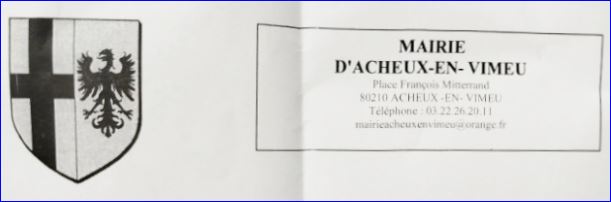 MAIRIE
D'ACHEUX-EN- VIMEU
Place François Mitterrand
80210 ACHEUX -EN- VIMEU
Téléphone : 03.22.26.20.11
mairieacheuxenvimeu@orange.fr